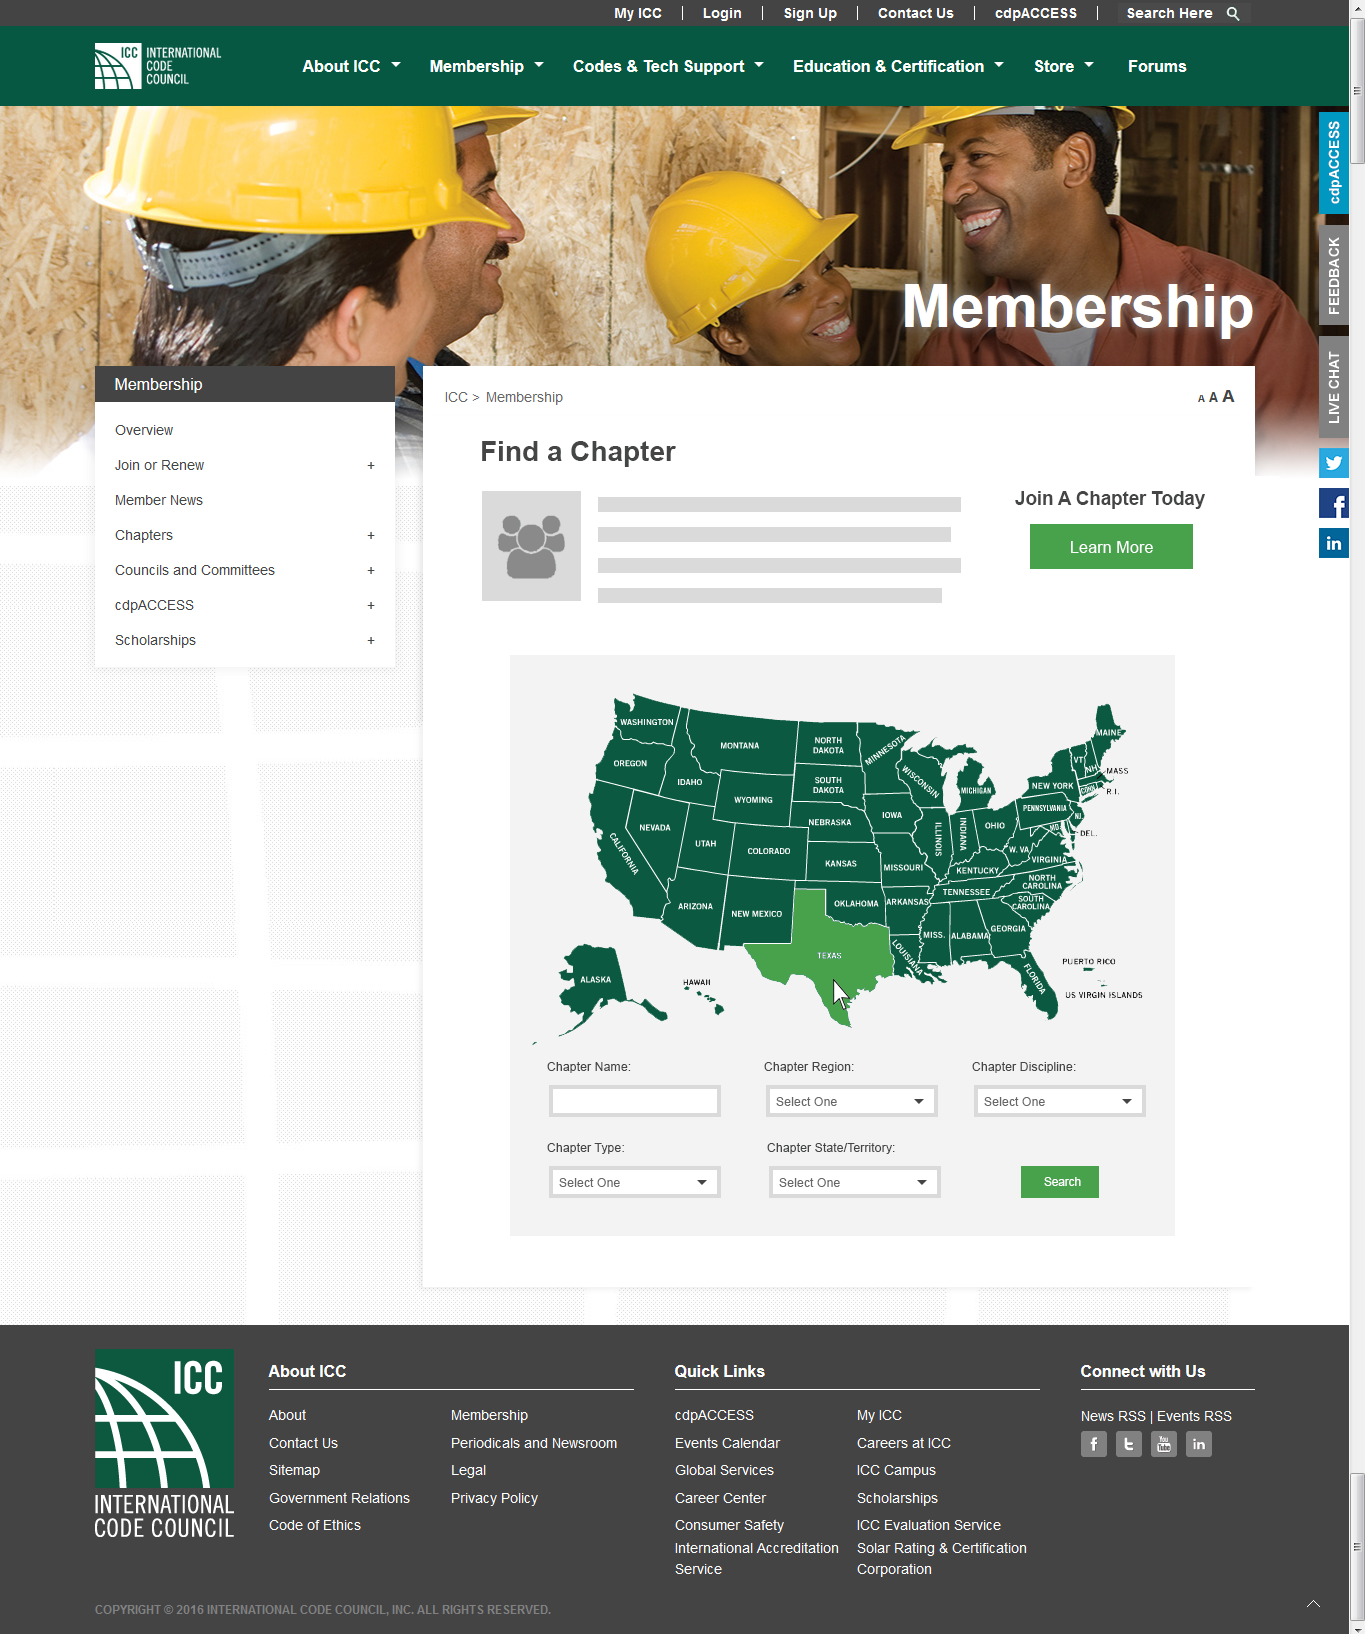 My ICC
Login
Sign Up
Contact Us
cdpACCESS
Search Here
ICC INTERNATIONAL
CODE
COUNCIL
About ICC
Membership
Codes & Tech Support
Education & Certification
Store
Forums
cdpACCESS
FEEDBACK
LIVE CHAT
Membership
Membership
Overview
Join or Renew +
Member News
Chapters +
Councils and Committees +
cdpACCESS +
Scholarships +
ICC > Membership
A A A
Find a Chapter
Join A Chapter Today
Learn More
WASHINGTON
OREGON
CALIFORNIA
NEVADA
IDAHO
MONTANA
WYOMING
UTAH
COLORADO
ARIZONA
NEW MEXICO
NORTH
DAKOTA
SOUTH
DAKOTA
NEBRASKA
KANSAS
OKLAHOMA
TEXAS
MINNESOTA
IOWA
MISSOURI
ARKANSAS
LOUISIANA
WISCONSIN
ILLINOIS
MICHIGAN
INDIANA
OHIO
KENTUCKY
TENNESSEE
MISS.
ALABAMA
GEORGIA
FLORIDA
SOUTH
CAROLINA
NORTH
CAROLINA
VIRGINIA
W. VA
MD.
DEL.
PENNSYLVANIA
NJ.
NEW YORK
CONN
R.I.
MASS
VT
NH
MAINE
ALASKA
HAWAII
PUERTO RICO
US VIRGIN ISLANDS
Chapter Name:
Chapter Region:
Chapter Discipline:
Select One
Select One
Chapter Type:
Chapter State/Territory:
Select One
Select One
Search
ICC
INTERNATIONAL
CODE COUNCIL
About ICC
About
Contact Us
Sitemap
Government Relations
Code of Ethics
Membership
Periodicals and Newsroom
Legal
Privacy Policy
Quick Links
cdpACCESS
Events Calendar
Global Services
Career Center
Consumer Safety
International Accreditation
Service
My ICC
Careers at ICC
ICC Campus
Scholarships
ICC Evaluation Service
Solar Rating & Certification
Corporation
Connect with Us
News RSS | Events RSS
COPYRIGHT © 2016 INTERNATIONAL CODE COUNCIL, INC. ALL RIGHTS RESERVED.